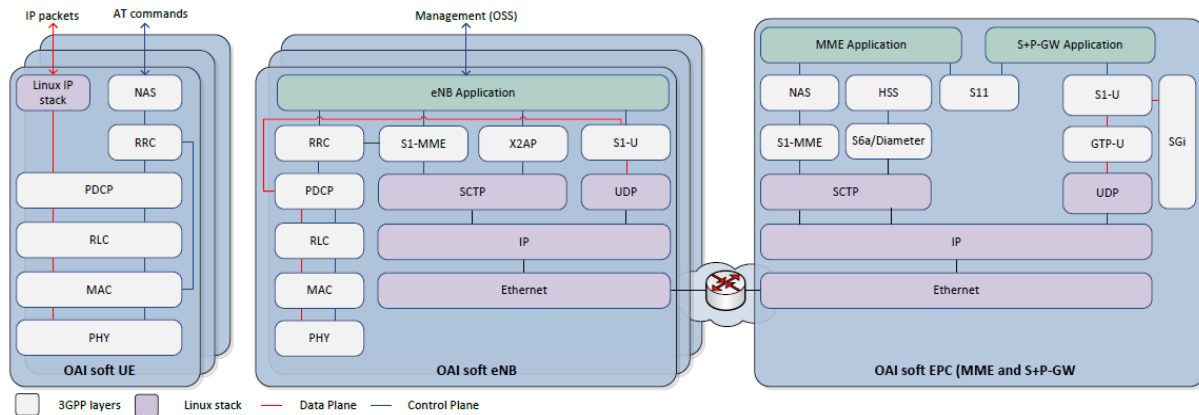 IP packets
AT commands
Management (OSS)
Linux IP
stack
NAS
RRC
PDCP
RLC
MAC
PHY
OAI soft UE
eNB Application
RRC
S1-MME
X2AP
S1-U
PDCP
SCTP
UDP
RLC
IP
MAC
Ethernet
PHY
OAI soft eNB
MME Application
S+P-GW Application
NAS
HSS
S11
S1-U
S1-MME
S6a/Diameter
GTP-U
SGi
SCTP
UDP
IP
Ethernet
OAI soft EPC (MME and S+P-GW
3GPP layers
Linux stack
Data Plane
Control Plane